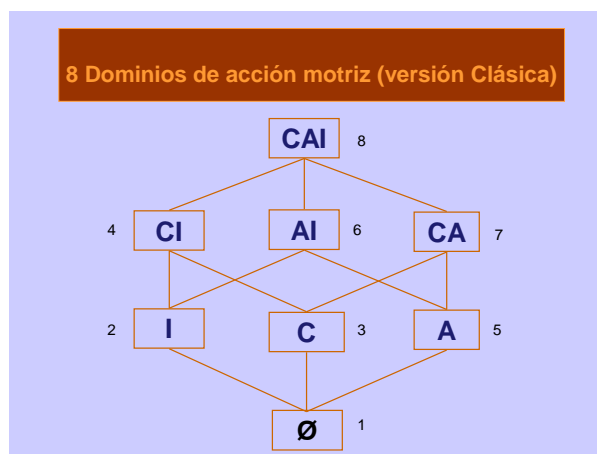 8 Dominios de acción motriz (versión Clásica)
CAI 8
4 CI AI 6 CA 7
2 I C 3 A 5
Ø 1